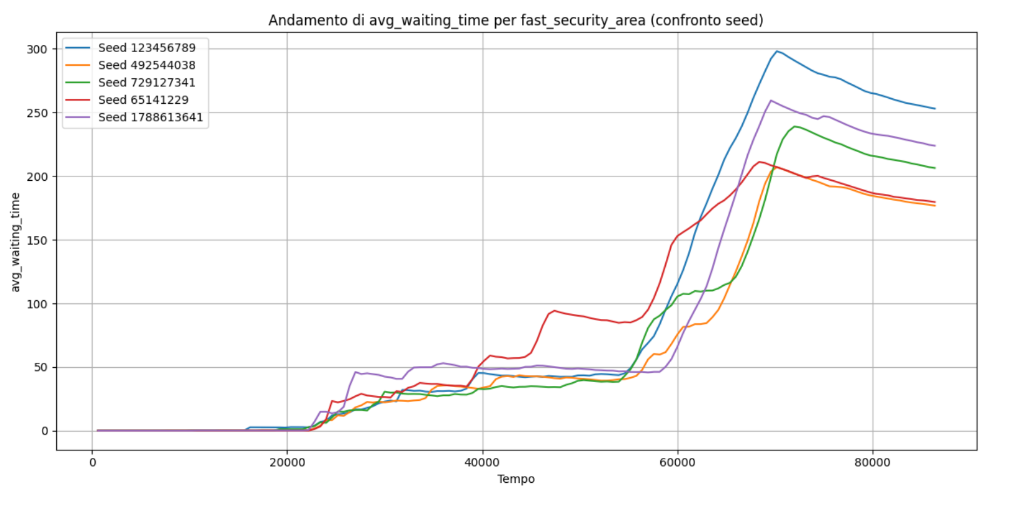 Andamento di avg_waiting_time per fast_security_area (confronto seed)
Seed 123456789
Seed 492544038
Seed 729127341
Seed 65141229
Seed 1788613641
300
250
200
150
100
50
0
avg_waiting_time
0 20000 40000 60000 80000
Tempo